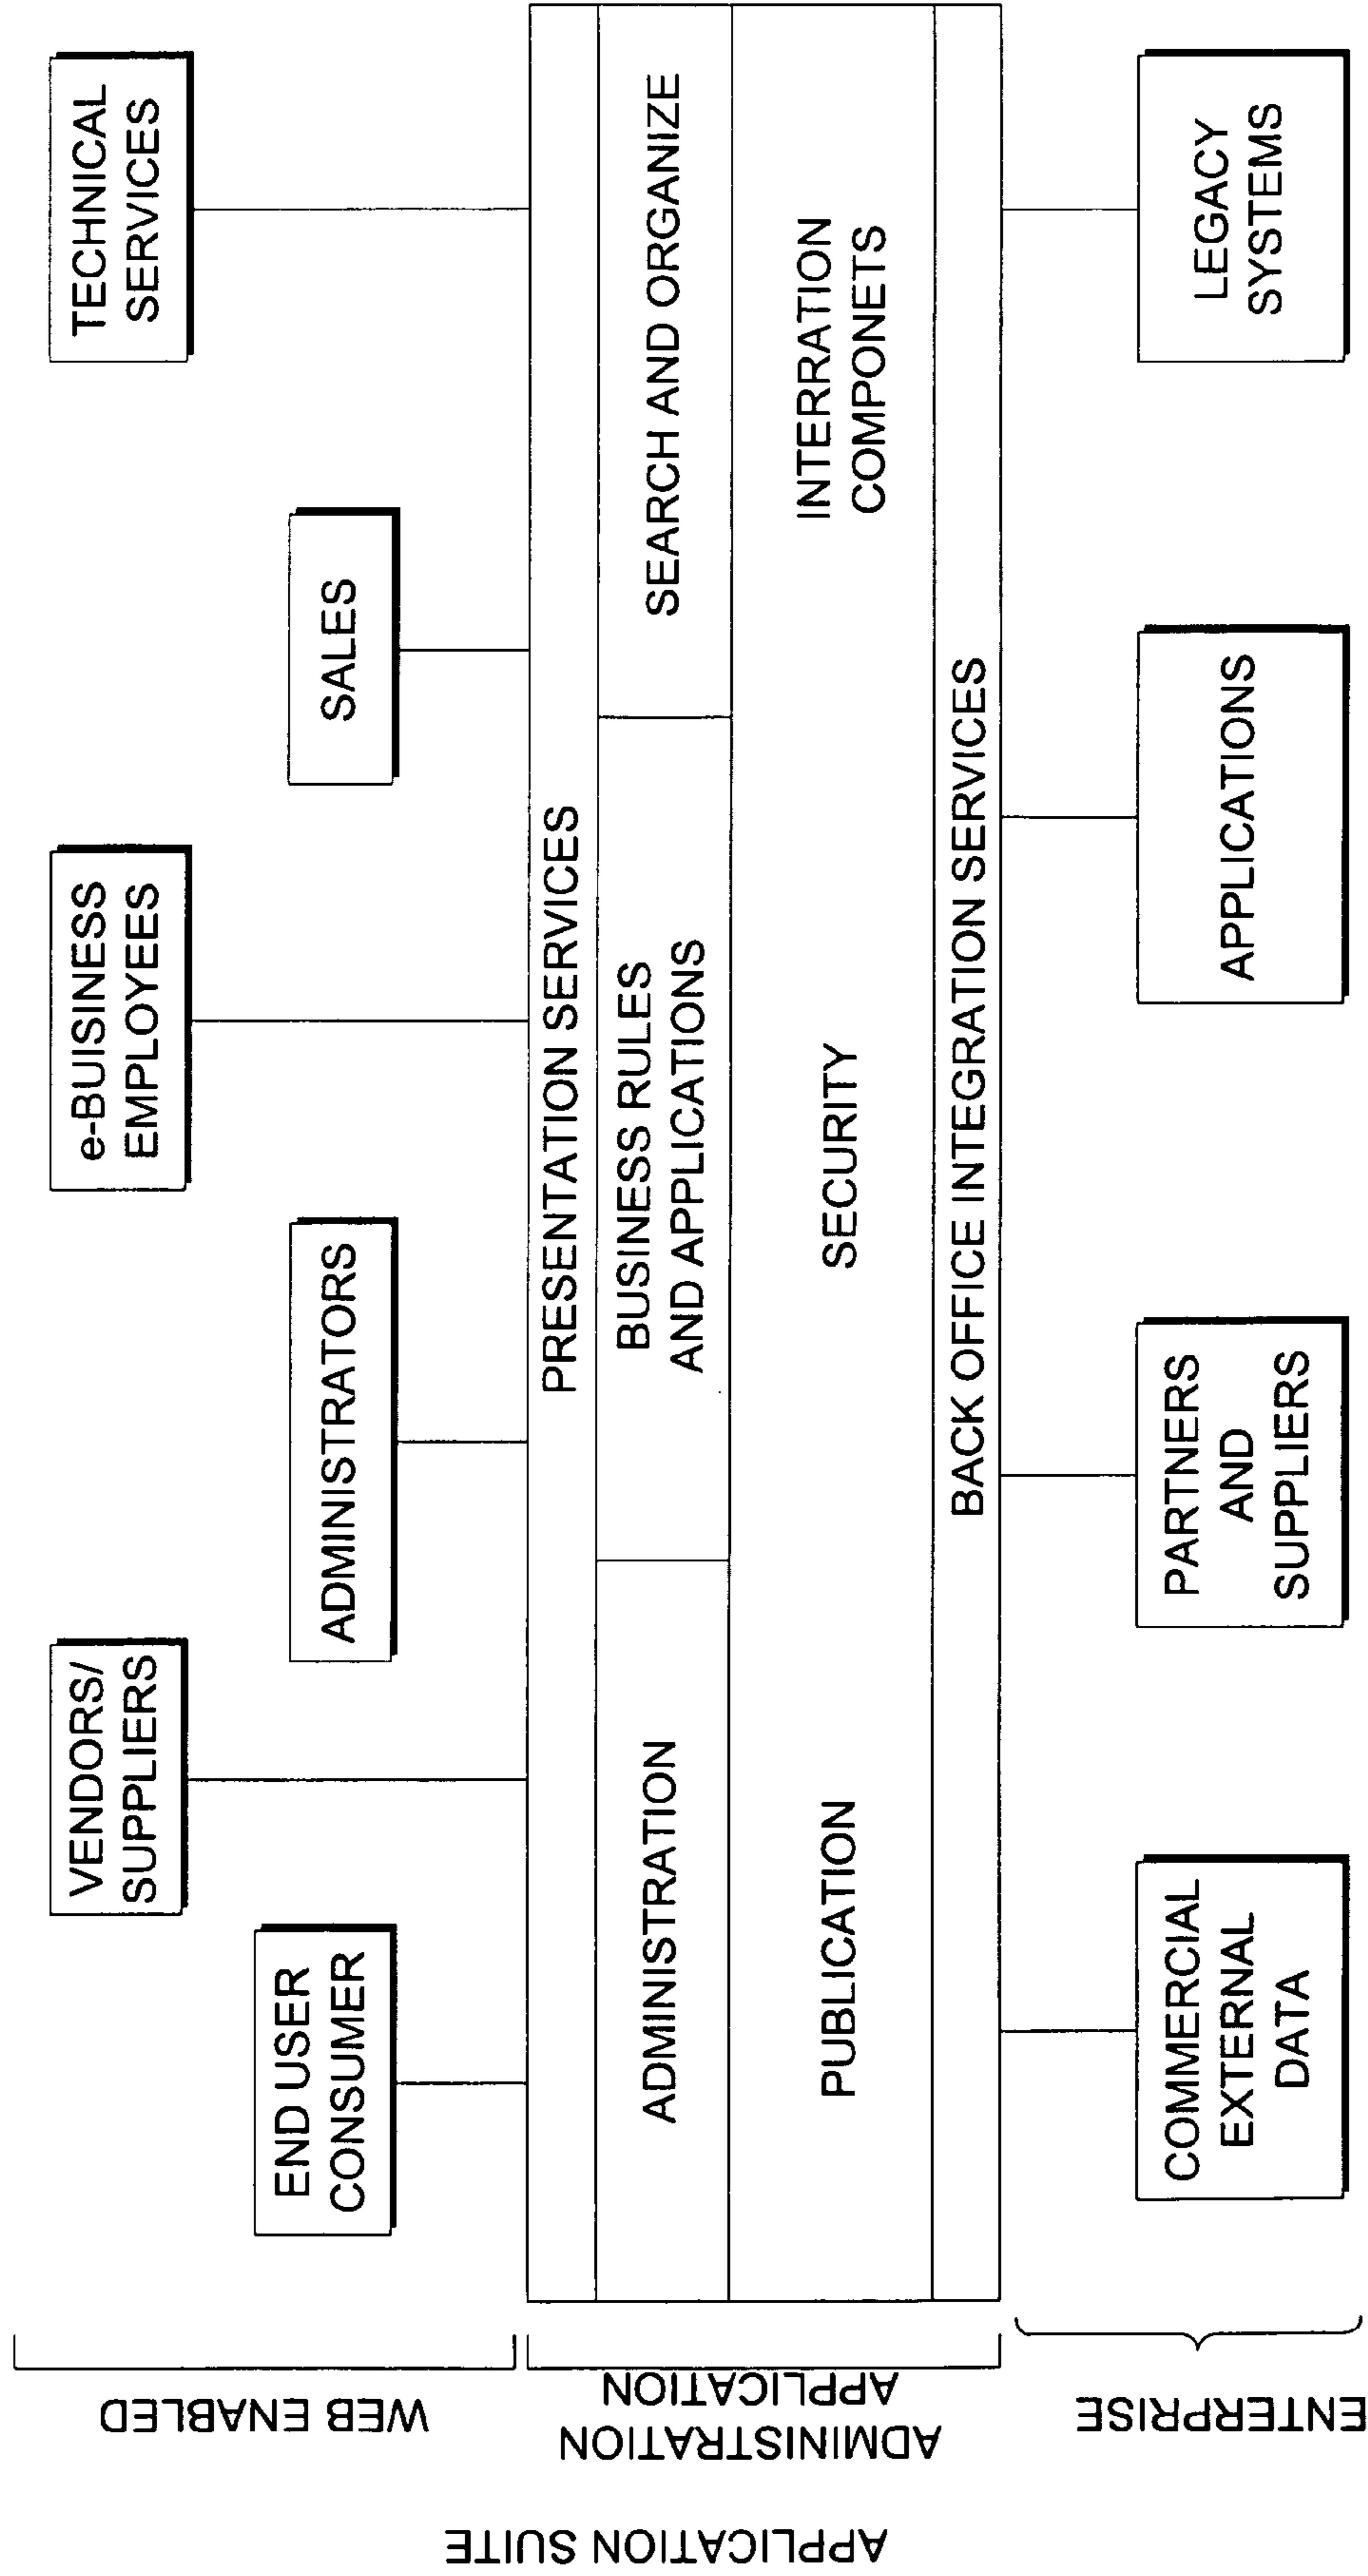 APPLICATION SUITE
WEB ENABLED
ADMINISTRATION
APPLICATION
ENTERPRISE
VENDORS/
SUPPLIERS
e-BUISINESS
EMPLOYEES
TECHNICAL
SERVICES
END USER
CONSUMER
ADMINISTRATORS
SALES
PRESENTATION SERVICES
ADMINISTRATION
BUSINESS RULES
AND APPLICATIONS
SEARCH AND ORGANIZE
PUBLICATION
SECURITY
INTERRATION
COMPONETS
BACK OFFICE INTEGRATION SERVICES
COMMERCIAL
EXTERNAL
DATA
PARTNERS
AND
SUPPLIERS
APPLICATIONS
LEGACY
SYSTEMS